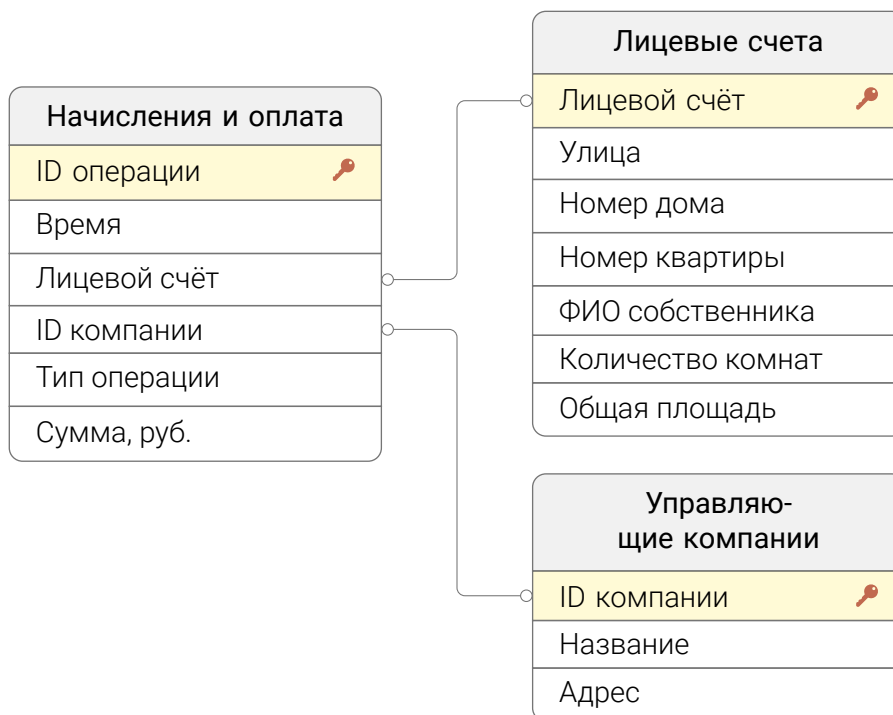 Начисления и оплата
ID операции
Время
Лицевой счёт
ID компании
Тип операции
Сумма, руб.
Лицевые счета
Лицевой счёт
Улица
Номер дома
Номер квартиры
ФИО собственника
Количество комнат
Общая площадь
Управляю-
щие компании
ID компании
Название
Адрес